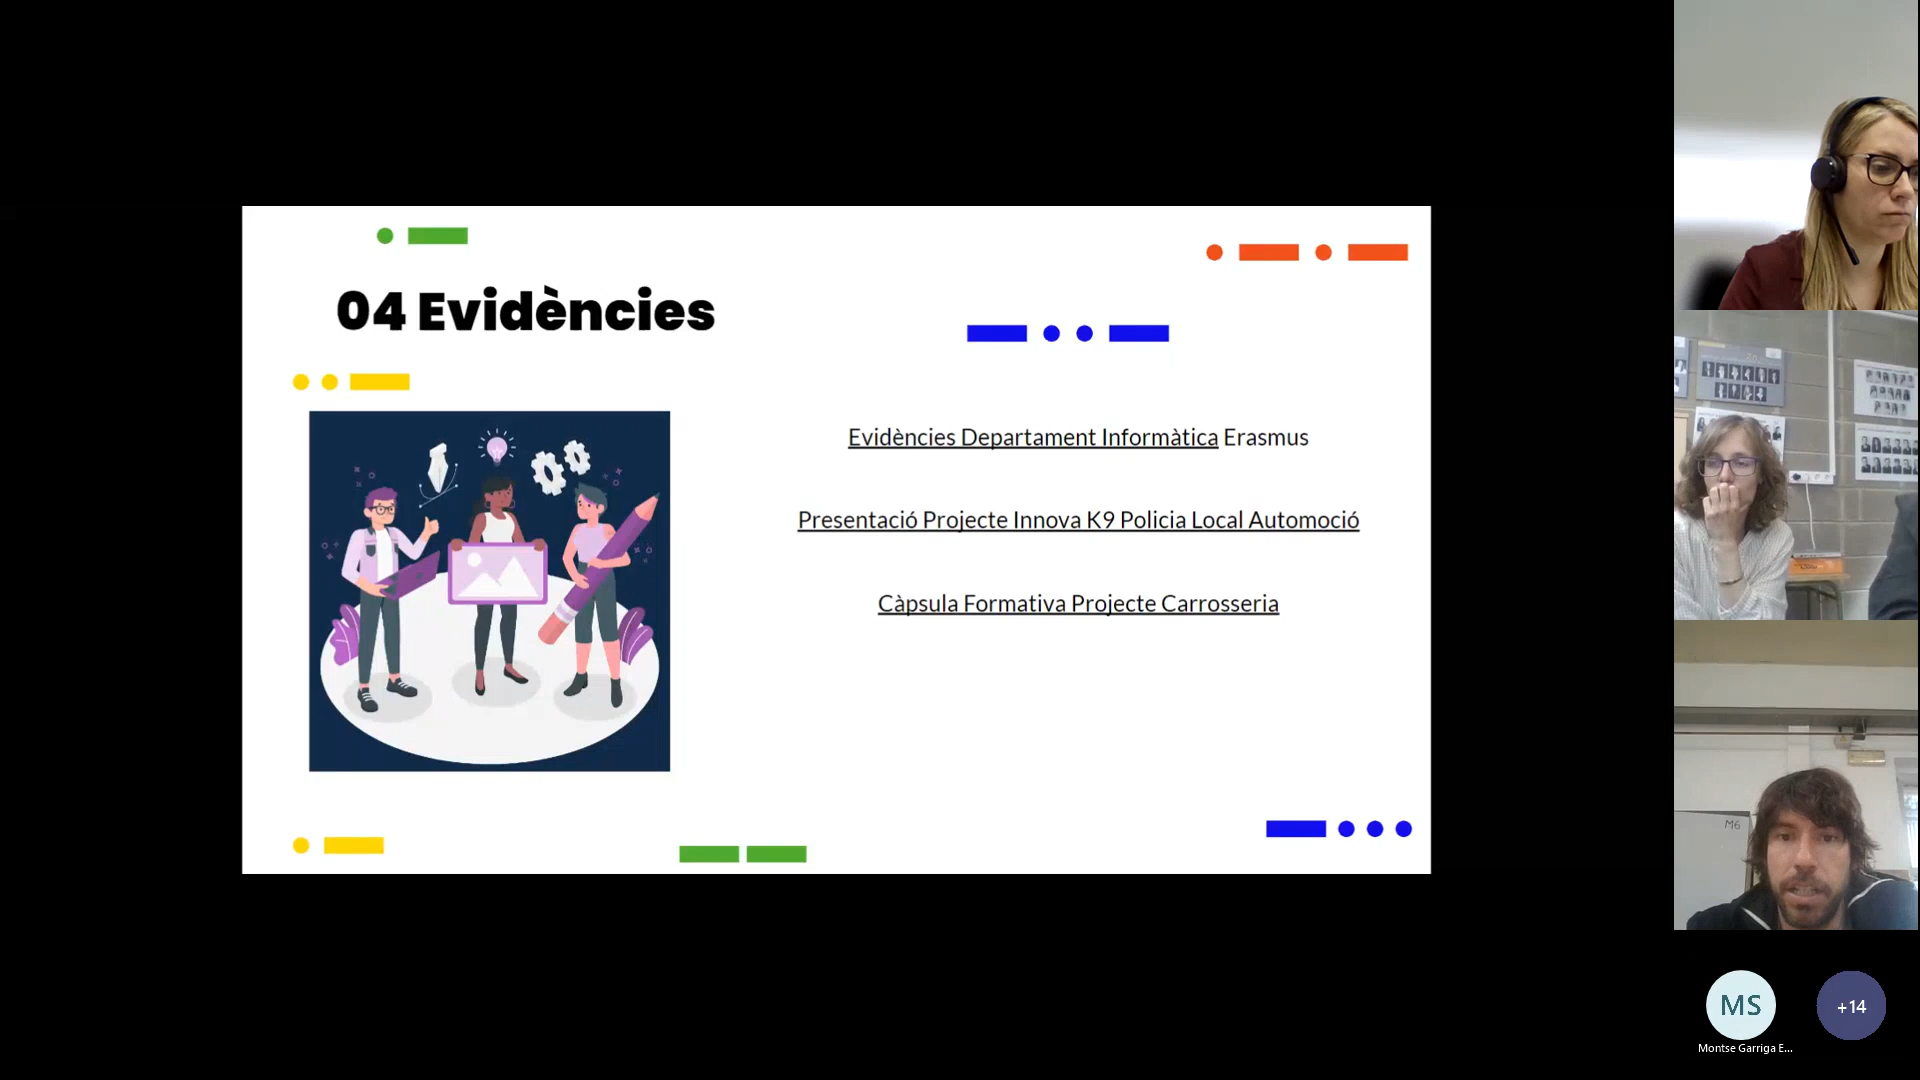 04 Evidències
Evidències Departament Informàtica Erasmus
Presentació Projecte Innova K9 Policia Local Automoció
Càpsula Formativa Projecte Carrosseria
M6
MS
+14
Montse Garriga E...